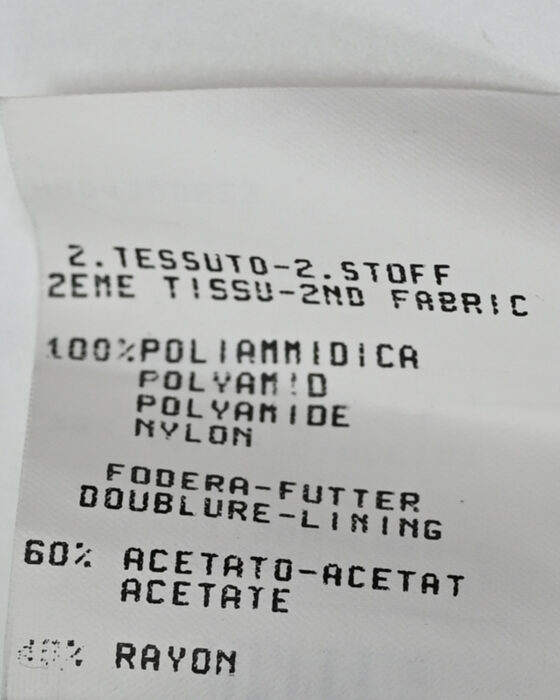 2.TESSUTO-2.STOFF
2EME TISSU-2ND FABRIC
100%POLIAMMIDICA
POLYAMID
POLYAMIDE
NYLON
FODERA-FUTTER
DOUBLURE-LINING
60% ACETATO-ACETAT
ACETATE
RAYON